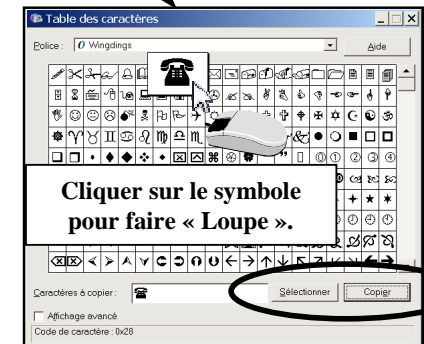 Table des caractères
Police : Wingdings Aide
Cliquer sur le symbole
pour faire « Loupe ».
Caractères à copier : ☎ Sélectionner Copier
Affichage avancé
Code de caractère : 0x28